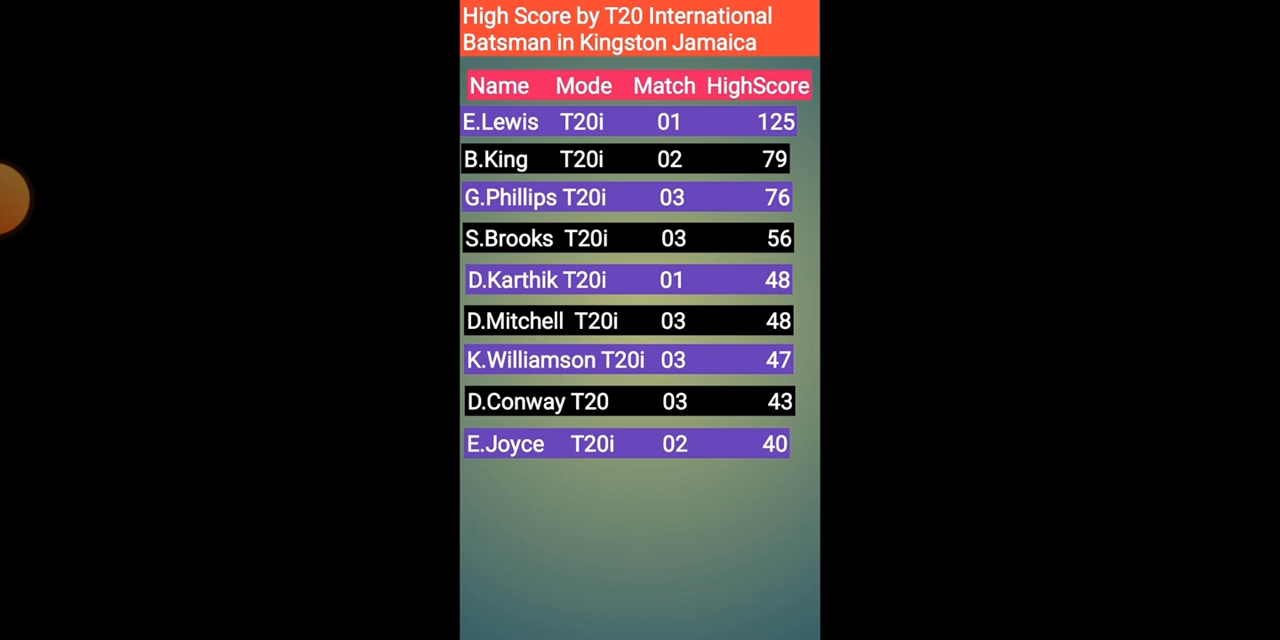 High Score by T20 International
Batsman in Kingston Jamaica
Name Mode Match HighScore
E.Lewis T20i 01 125
B.King T20i 02 79
G.Phillips T20i 03 76
S.Brooks T20i 03 56
D.Karthik T20i 01 48
D.Mitchell T20i 03 48
K.Williamson T20i 03 47
D.Conway T20 03 43
E.Joyce T20i 02 40